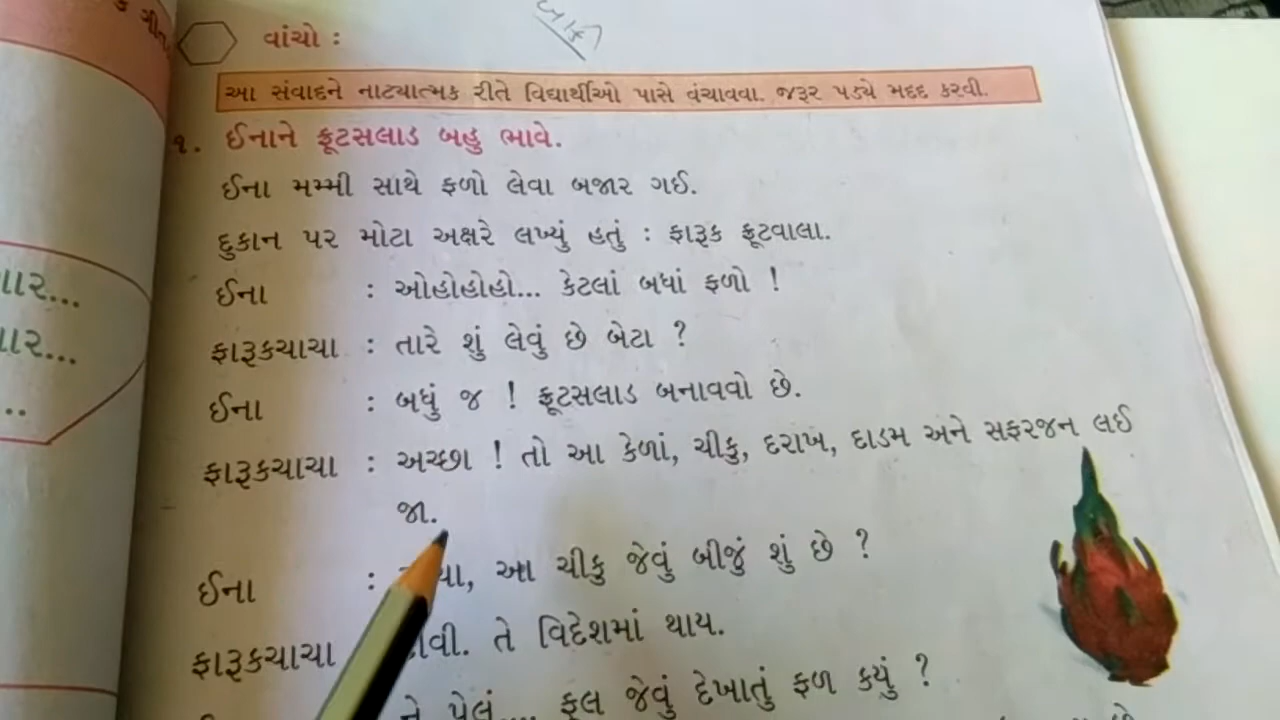 વાંચો :
આ સંવાદને નાટ્યાત્મક રીતે વિદ્યાર્થીઓ પાસે વંચાવવા. જરૂર પડ્યે મદદ કરવી.
૧. ઈનાને ફ્રૂટસલાડ બહુ ભાવે.
ઈના મમ્મી સાથે ફળો લેવા બજાર ગઈ.
દુકાન પર મોટા અક્ષરે લખ્યું હતું : ફારૂક ફ્રૂટવાલા.
ઈના : ઓહોહોહો... કેટલાં બધાં ફળો !
ફારૂકચાચા : તારે શું લેવું છે બેટા ?
ઈના : બધું જ ! ફ્રૂટસલાડ બનાવવો છે.
ફારૂકચાચા : અચ્છા ! તો આ કેળાં, ચીકુ, દરાખ, દાડમ અને સફરજન લઈ
જા.
ઈના : આ ચીકુ જેવું બીજું શું છે ?
ફારૂકચાચા તે વિદેશમાં થાય.
પેલું.... ફૂલ જેવું દેખાતું ફળ કયું ?